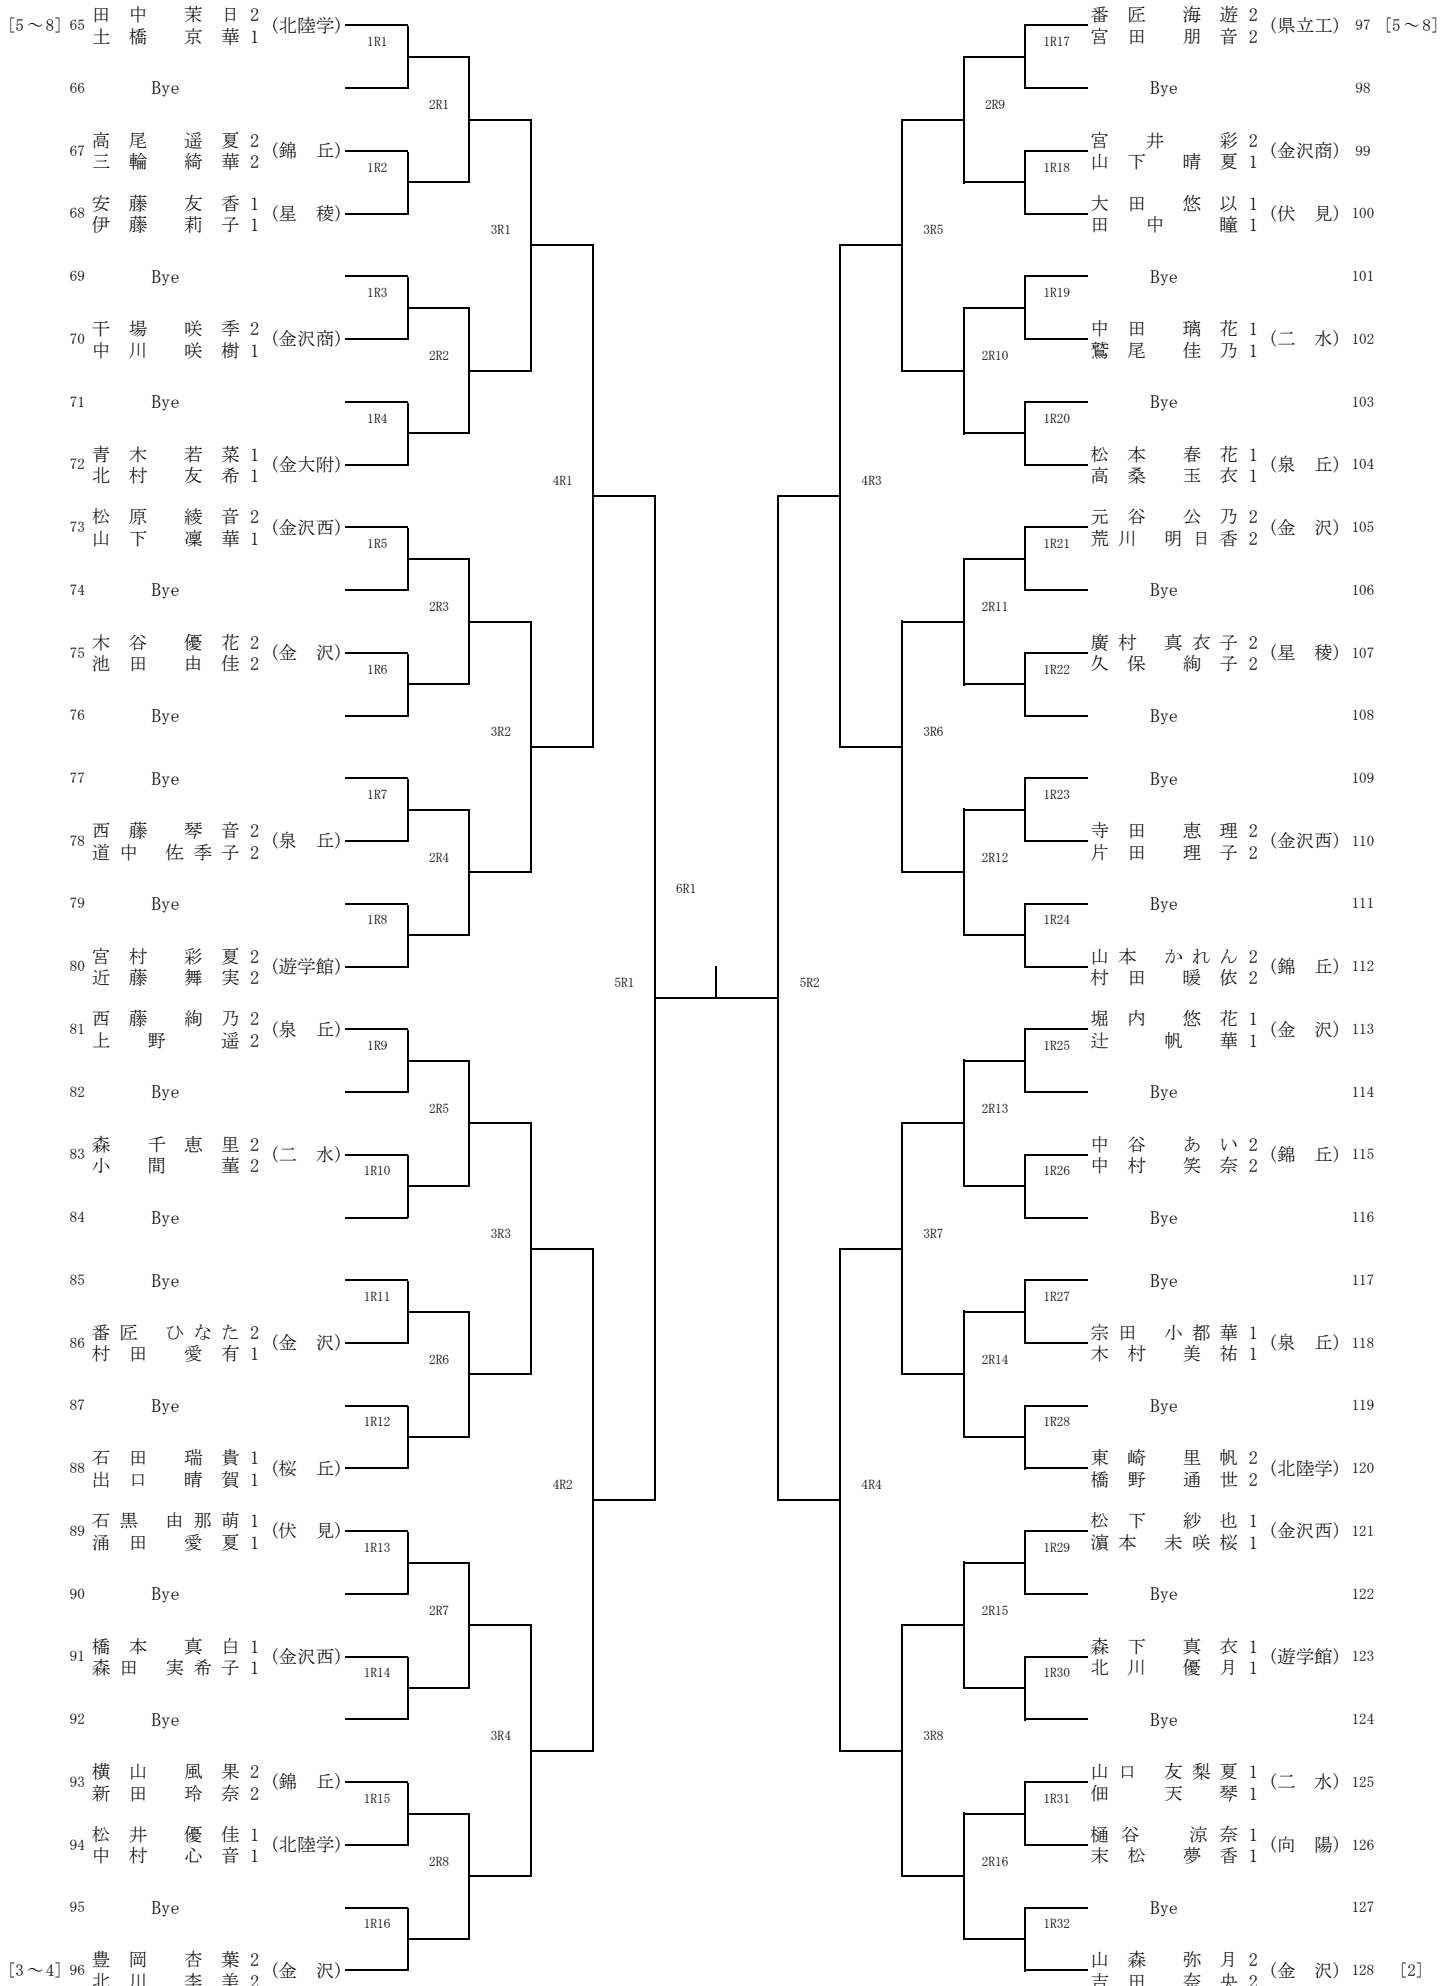 [5～8] 65 田中 茉日 2 (北陸学)
土橋 京華 1
1R1
66 Bye
2R1
67 高尾 遥夏 2 (錦 丘)
三輪 綺華 2
1R2
68 安藤 友香 1 (星 稜)
伊藤 莉子 1
3R1
69 Bye
1R3
70 干場 咲季 2 (金沢商)
中川 咲樹 1
2R2
71 Bye
1R4
72 青木 若菜 1 (金大附)
北村 友希 1
4R1
73 松原 綾音 2 (金沢西)
山下 凜華 1
1R5
74 Bye
2R3
75 木谷 優花 2 (金 沢)
池田 由佳 2
1R6
76 Bye
3R2
77 Bye
1R7
78 西藤 琴音 2 (泉 丘)
道中 佐季子 2
2R4
79 Bye
1R8
80 宮村 彩夏 2 (遊学館)
近藤 舞実 2
5R1
81 西藤 絢乃 2 (泉 丘)
上野 遥 2
1R9
82 Bye
2R5
83 森 千恵里 2 (二 水)
小間 菫 2
1R10
84 Bye
3R3
85 Bye
1R11
86 番匠 ひなた 2 (金 沢)
村田 愛有 1
2R6
87 Bye
1R12
88 石田 瑞貴 1 (桜 丘)
出口 晴賀 1
4R2
89 石黒 由那萌 1 (伏 見)
涌田 愛夏 1
1R13
90 Bye
2R7
91 橋本 真白 1 (金沢西)
森田 実希子 1
1R14
92 Bye
3R4
93 横山 風果 2 (錦 丘)
新田 玲奈 2
1R15
94 松井 優佳 1 (北陸学)
中村 心音 1
2R8
95 Bye
1R16
[3～4] 96 豊岡 杏葉 2 (金 沢)
北川 李美 2
6R1
番匠 海遊 2 (県立工) 97 [5～8]
宮田 朋音 2
1R17
Bye 98
2R9
宮井 彩 2 (金沢商) 99
山下 晴夏 1
1R18
大田 悠以 1 (伏 見) 100
田中 瞳 1
3R5
Bye 101
1R19
中田 璃花 1 (二 水) 102
鷲尾 佳乃 1
2R10
Bye 103
1R20
松本 春花 1 (泉 丘) 104
高桑 玉衣 1
4R3
元谷 公乃 2 (金 沢) 105
荒川 明日香 2
1R21
Bye 106
2R11
廣村 真衣子 2 (星 稜) 107
久保 絢子 2
1R22
Bye 108
3R6
Bye 109
1R23
寺田 恵理 2 (金沢西) 110
片田 理子 2
2R12
Bye 111
1R24
山本 かれん 2 (錦 丘) 112
村田 暖依 2
5R2
堀内 悠花 1 (金 沢) 113
辻 帆華 1
1R25
Bye 114
2R13
中谷 あい 2 (錦 丘) 115
中村 笑奈 2
1R26
Bye 116
3R7
Bye 117
1R27
宗田 小都華 1 (泉 丘) 118
木村 美祐 1
2R14
Bye 119
1R28
東崎 里帆 2 (北陸学) 120
橋野 通世 2
4R4
松下 紗也 1 (金沢西) 121
濵本 未咲桜 1
1R29
Bye 122
2R15
森下 真衣 1 (遊学館) 123
北川 優月 1
1R30
Bye 124
3R8
山口 友梨夏 1 (二 水) 125
佃 天琴 1
1R31
樋谷 涼奈 1 (向 陽) 126
末松 夢香 1
2R16
Bye 127
1R32
山森 弥月 2 (金 沢) 128 [2]
吉田 奈央 2